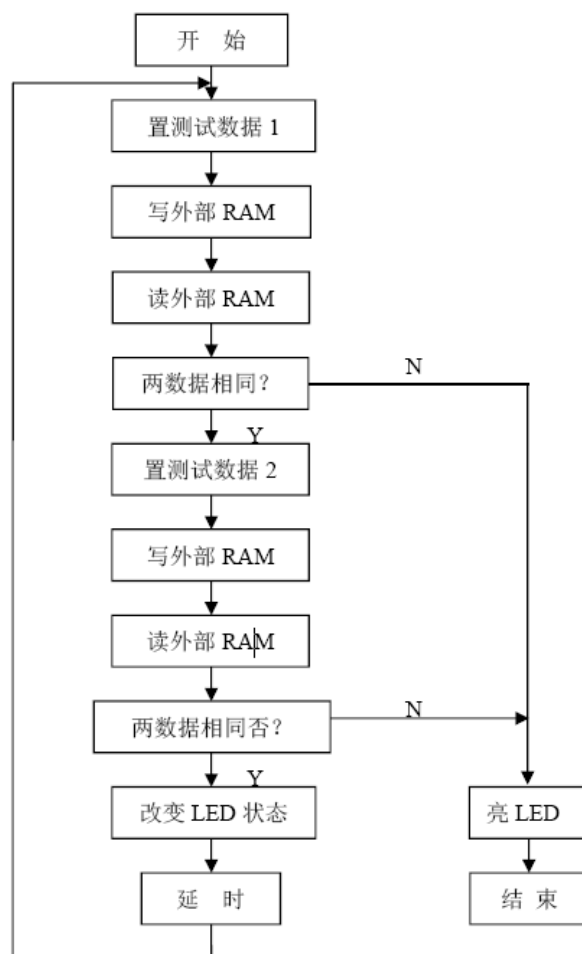 开 始
置测试数据 1
写外部 RAM
读外部 RAM
两数据相同？
N
Y
置测试数据 2
写外部 RAM
读外部 RAM
两数据相同否？
N
Y
改变 LED 状态
亮 LED
延 时
结 束